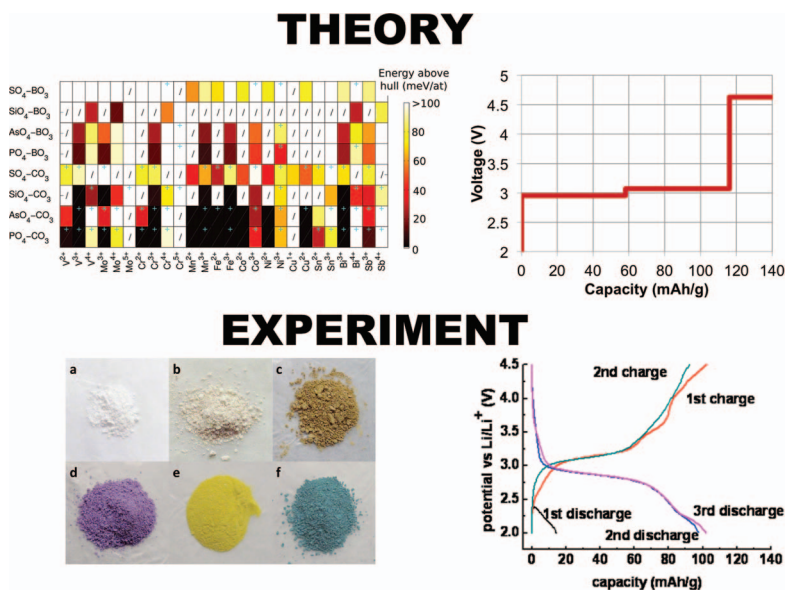 THEORY
Energy above
hull (meV/at)
SO₄–BO₃
SiO₄–BO₃
AsO₄–BO₃
PO₄–BO₃
SO₄–CO₃
SiO₄–CO₃
AsO₄–CO₃
PO₄–CO₃
V²⁺ V³⁺ V⁴⁺ Mo³⁺ Mo⁴⁺ Mo⁵⁺ Cr²⁺ Cr³⁺ Cr⁴⁺ Cr⁵⁺ Mn²⁺ Mn³⁺ Fe²⁺ Fe³⁺ Co²⁺ Co³⁺ Ni²⁺ Ni³⁺ Cu¹⁺ Cu²⁺ Sn²⁺ Sn³⁺ Bi³⁺ Bi⁴⁺ Sb³⁺ Sb⁴⁺
>100
80
60
40
20
0
Voltage (V)
5
4.5
4
3.5
3
2.5
2
0 20 40 60 80 100 120 140
Capacity (mAh/g)
EXPERIMENT
a b c
d e f
potential vs Li/Li⁺ (V)
4.5
4.0
3.5
3.0
2.5
2.0
2nd charge
1st charge
1st discharge
3rd discharge
2nd discharge
0 20 40 60 80 100 120 140
capacity (mAh/g)